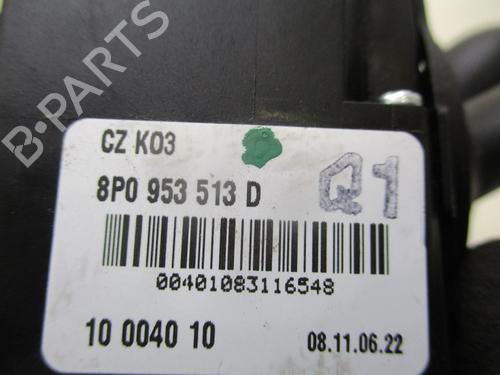 B-PARTS
CZ K03
8P0 953 513 D
Q1
00401083116548
10 0040 10
08.11.06.22